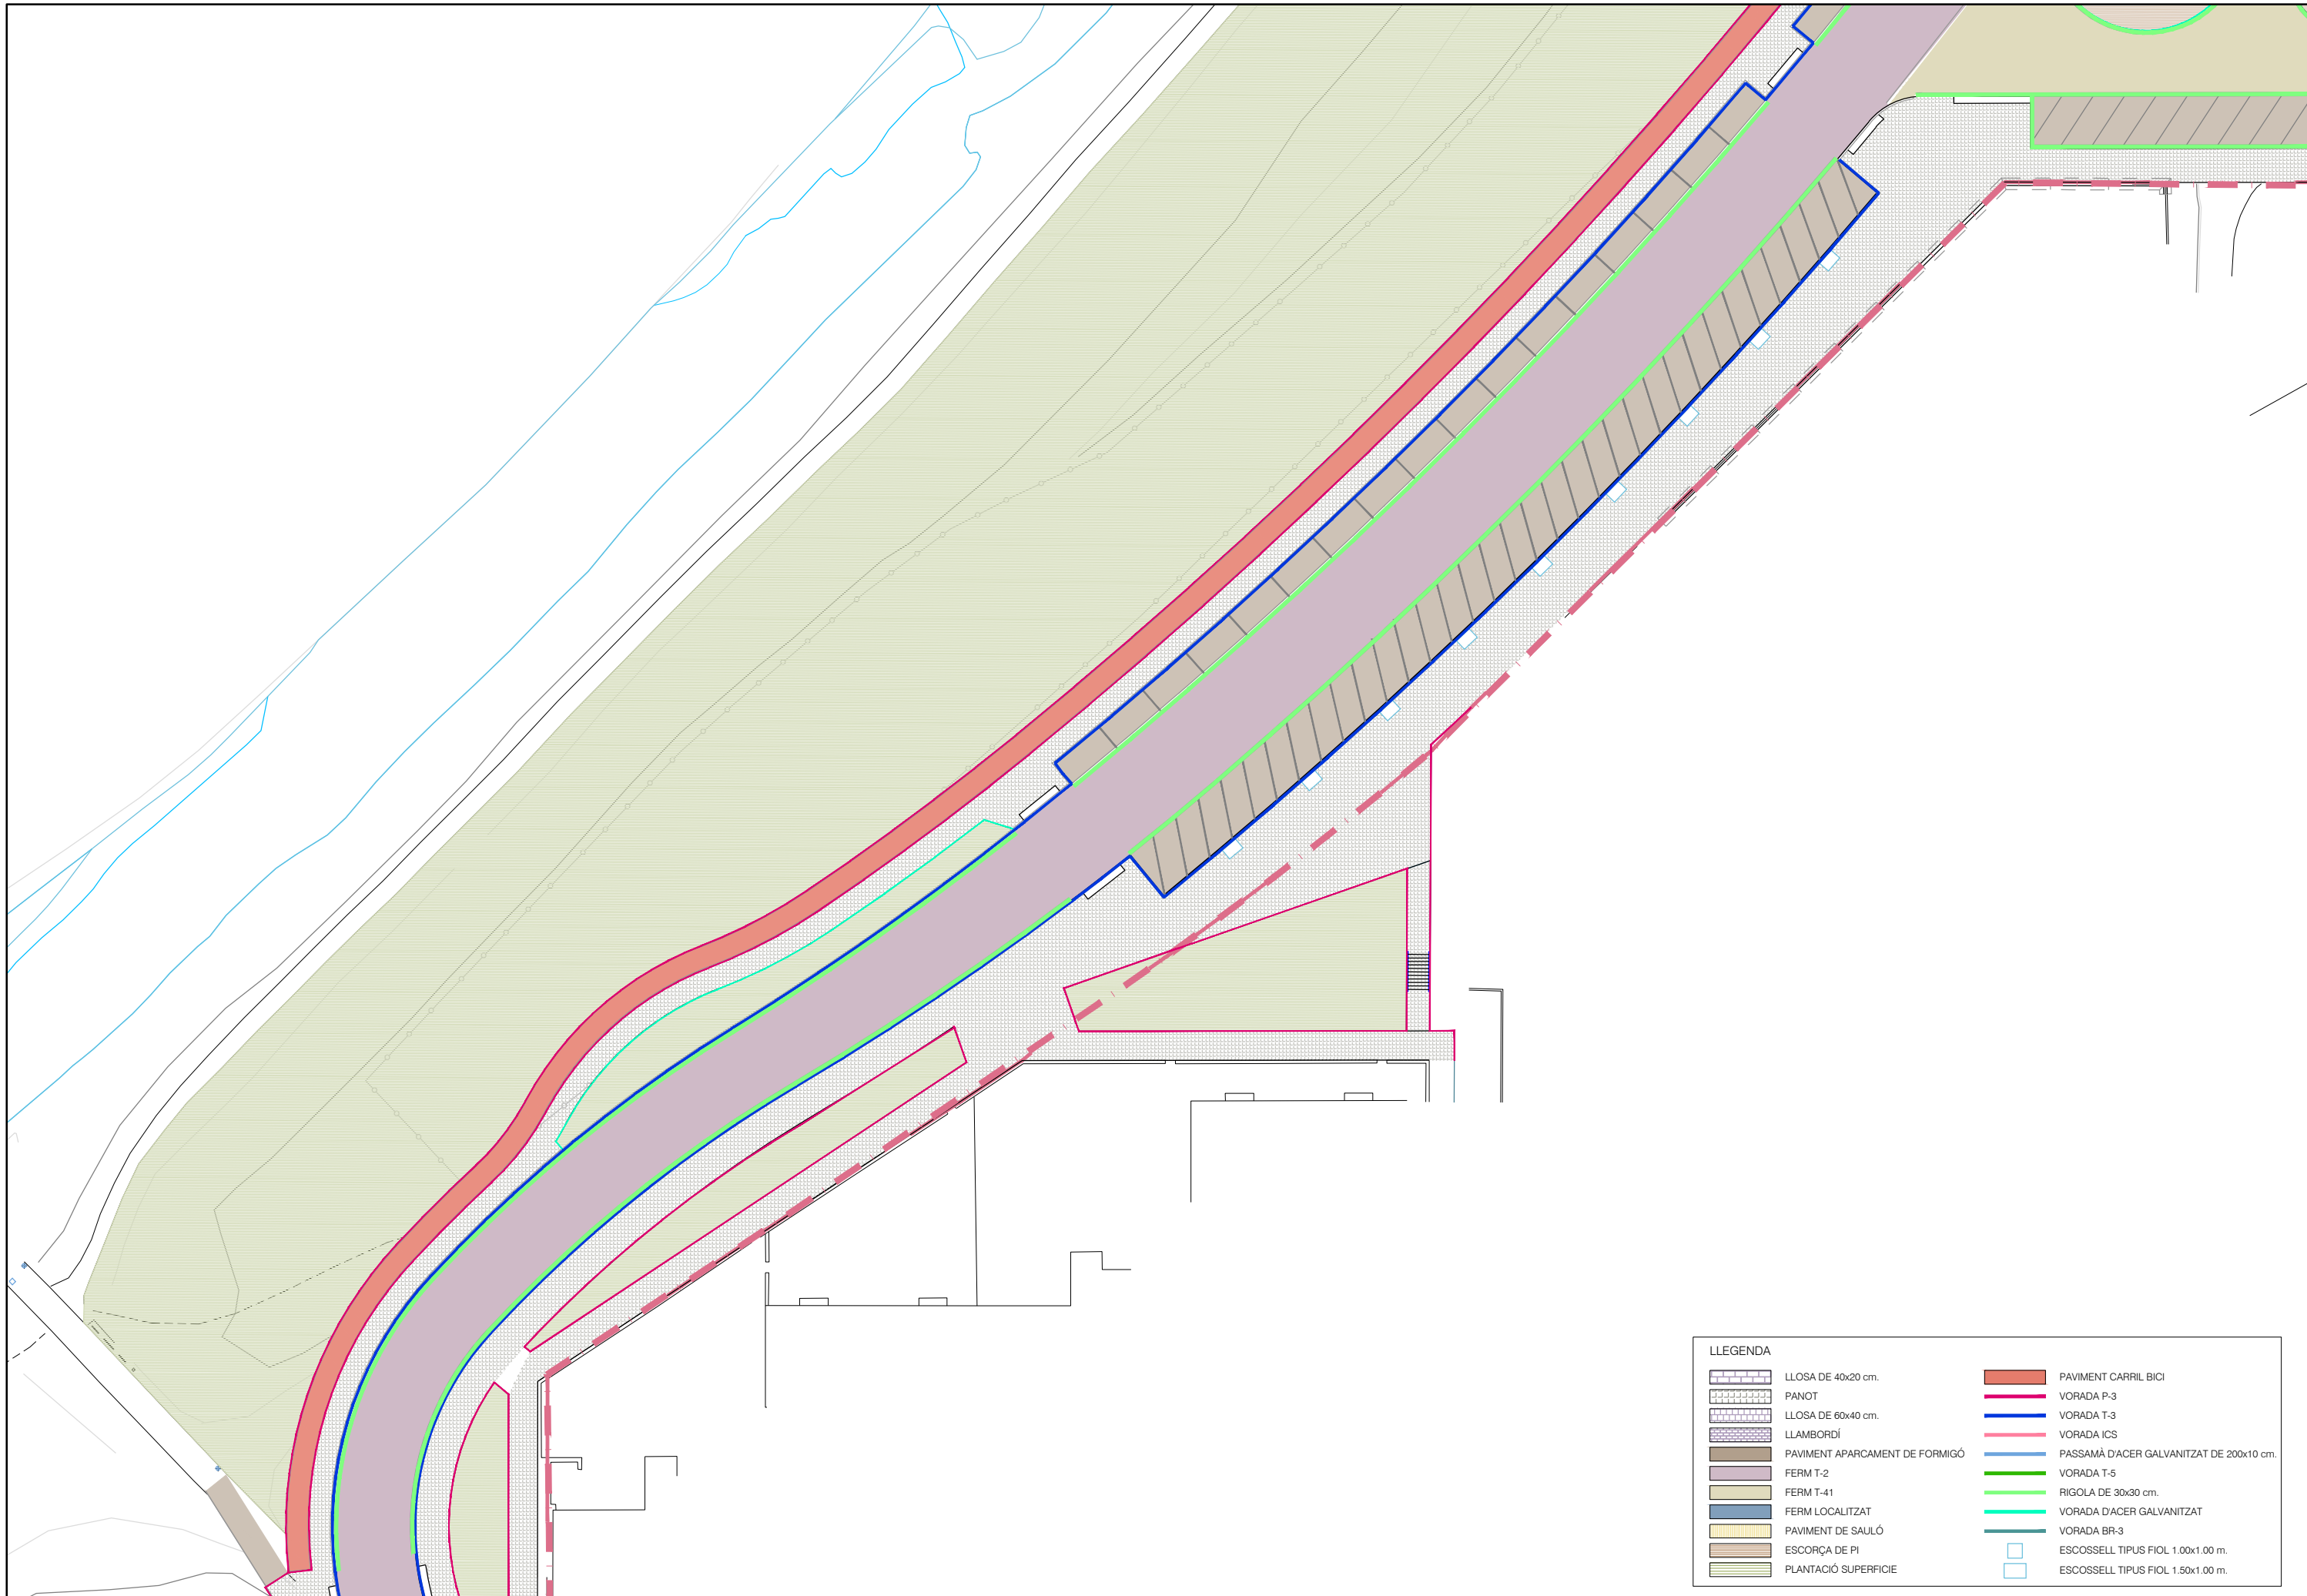 LLEGENDA
LLOSA DE 40x20 cm.
PANOT
LLOSA DE 60x40 cm.
LLAMBORDÍ
PAVIMENT APARCAMENT DE FORMIGÓ
FERM T-2
FERM T-41
FERM LOCALITZAT
PAVIMENT DE SAULÓ
ESCORÇA DE PI
PLANTACIÓ SUPERFICIE
PAVIMENT CARRIL BICI
VORADA P-3
VORADA T-3
VORADA ICS
PASSAMÀ D'ACER GALVANITZAT DE 200x10 cm.
VORADA T-5
RIGOLA DE 30x30 cm.
VORADA D'ACER GALVANITZAT
VORADA BR-3
ESCOSSELL TIPUS FIOL 1.00x1.00 m.
ESCOSSELL TIPUS FIOL 1.50x1.00 m.